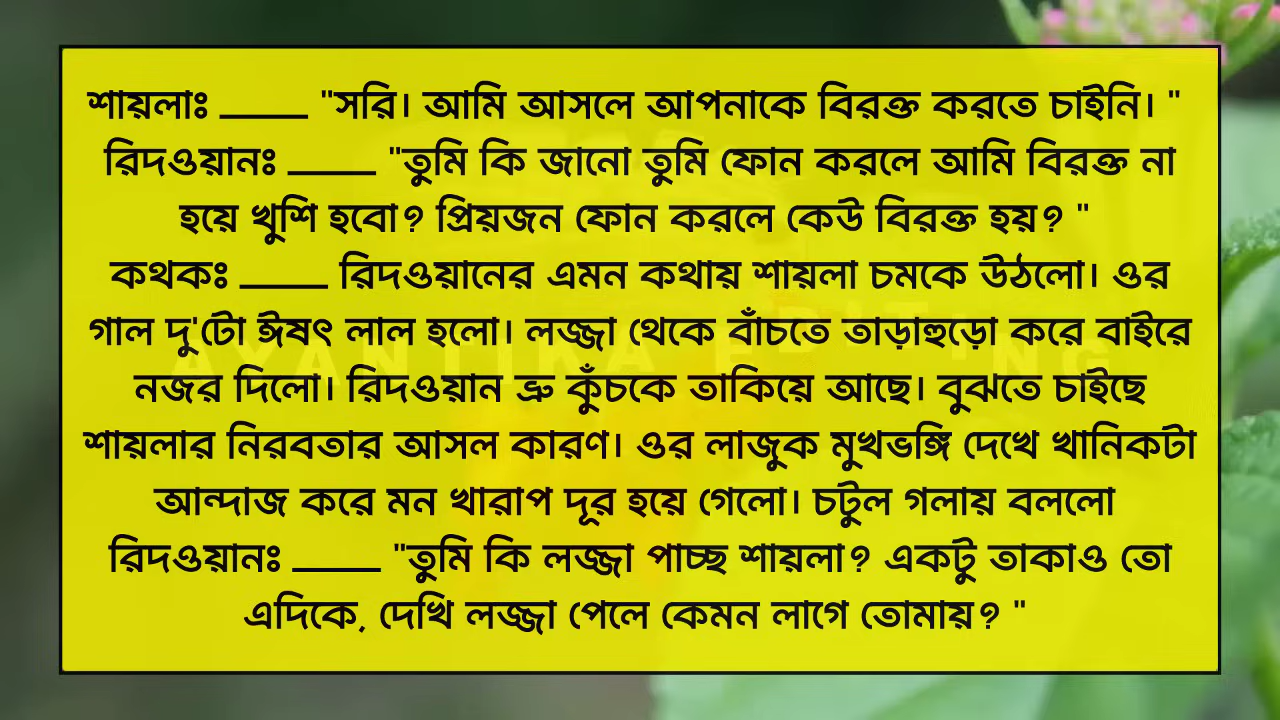 শায়লাঃ ____ "সরি। আমি আসলে আপনাকে বিরক্ত করতে চাইনি। "
রিদওয়ানঃ ____ "তুমি কি জানো তুমি ফোন করলে আমি বিরক্ত না
হয়ে খুশি হবো? প্রিয়জন ফোন করলে কেউ বিরক্ত হয়? "
কথকঃ ____ রিদওয়ানের এমন কথায় শায়লা চমকে উঠলো। ওর
গাল দু'টো ঈষৎ লাল হলো। লজ্জা থেকে বাঁচতে তাড়াহুড়ো করে বাইরে
AYANTIKA EDITING
নজর দিলো। রিদওয়ান ভ্রু কুঁচকে তাকিয়ে আছে। বুঝতে চাইছে
শায়লার নিরবতার আসল কারণ। ওর লাজুক মুখভঙ্গি দেখে খানিকটা
আন্দাজ করে মন খারাপ দূর হয়ে গেলো। চটুল গলায় বললো
রিদওয়ানঃ ____ "তুমি কি লজ্জা পাচ্ছ শায়লা? একটু তাকাও তো
এদিকে, দেখি লজ্জা পেলে কেমন লাগে তোমায়? "